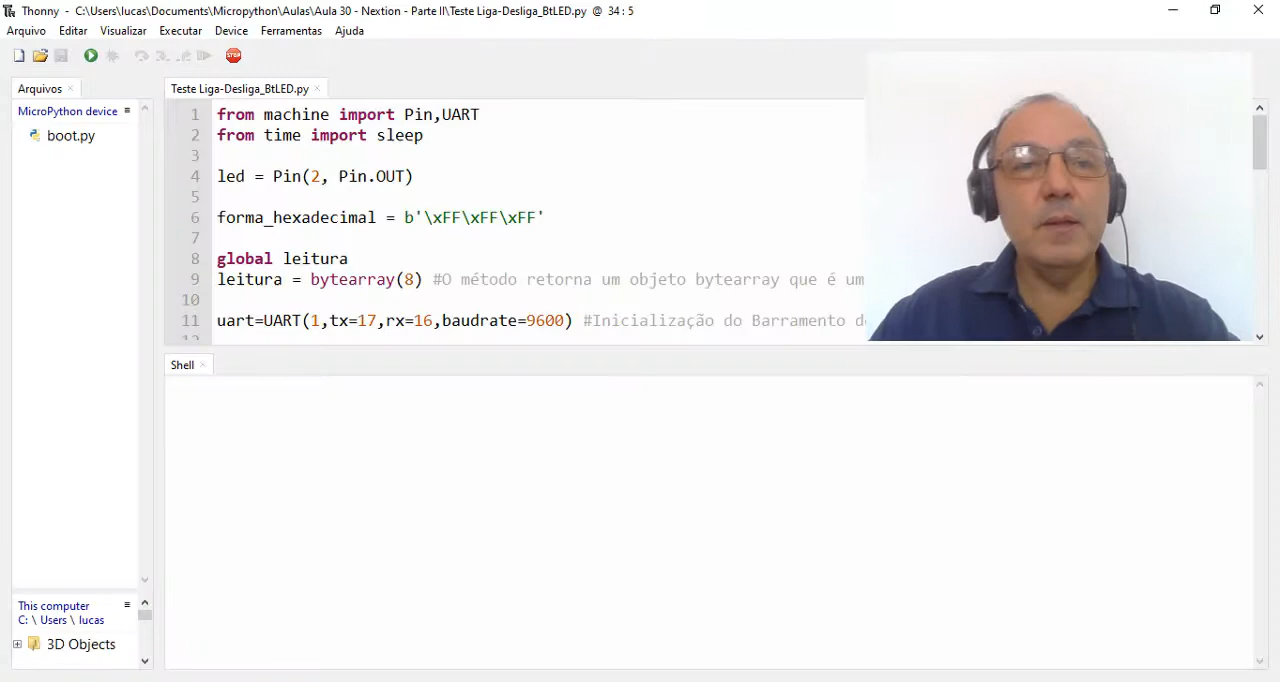 Thonny - C:\Users\lucas\Documents\Micropython\Aulas\Aula 30 - Nextion - Parte II\Teste Liga-Desliga_BtLED.py @ 34 : 5
Arquivo Editar Visualizar Executar Device Ferramentas Ajuda
STOP
Arquivos
MicroPython device
boot.py
This computer
C: \ Users \ lucas
3D Objects
Teste Liga-Desliga_BtLED.py
1 from machine import Pin,UART
2 from time import sleep
3
4 led = Pin(2, Pin.OUT)
5
6 forma_hexadecimal = b'\xFF\xFF\xFF'
7
8 global leitura
9 leitura = bytearray(8) #O método retorna um objeto bytearray que é um
10
11 uart=UART(1,tx=17,rx=16,baudrate=9600) #Inicialização do Barramento d
12
Shell